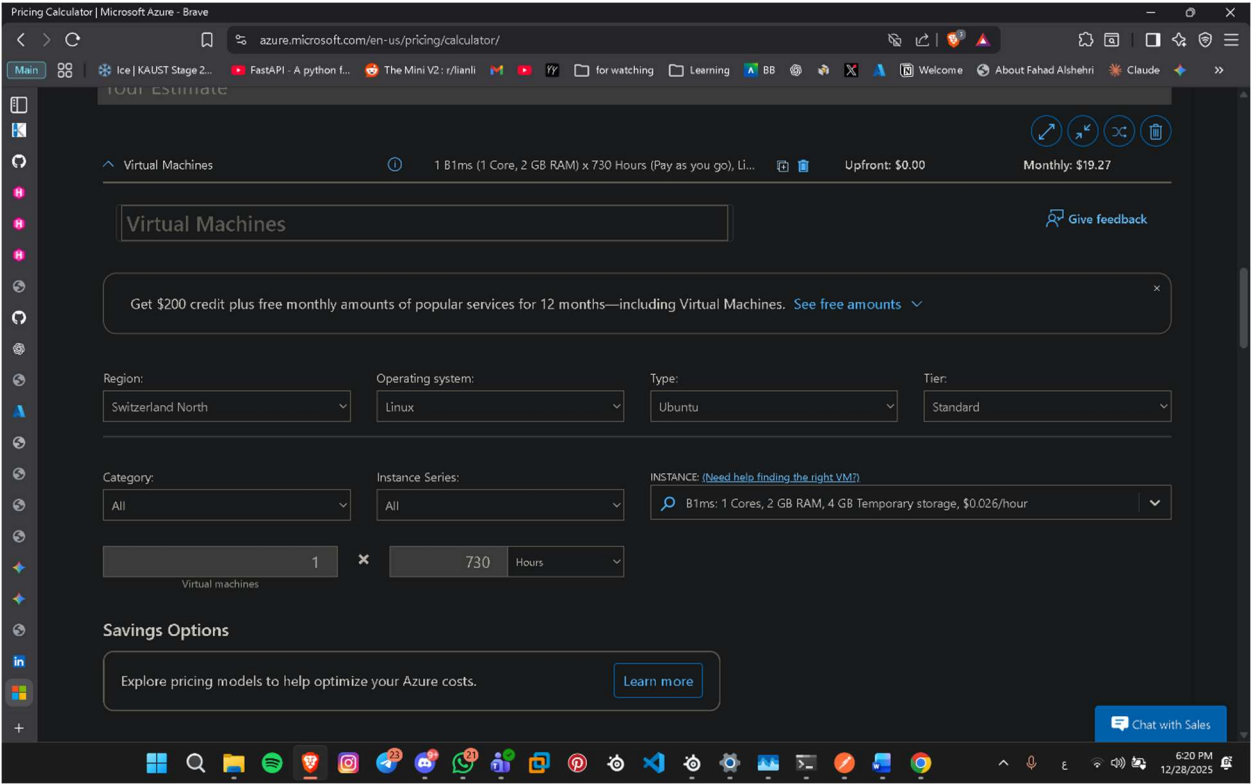 Pricing Calculator | Microsoft Azure - Brave
azure.microsoft.com/en-us/pricing/calculator/
Main
Ice | KAUST Stage 2...
FastAPI - A python f...
The Mini V2 : r/lianli
for watching
Learning
BB
Welcome
About Fahad Alshehri
Claude
Your Estimate
Virtual Machines
1 B1ms (1 Core, 2 GB RAM) x 730 Hours (Pay as you go), Li...
Upfront: $0.00
Monthly: $19.27
Virtual Machines
Give feedback
Get $200 credit plus free monthly amounts of popular services for 12 months—including Virtual Machines. See free amounts
Region:
Operating system:
Type:
Tier:
Switzerland North
Linux
Ubuntu
Standard
Category:
Instance Series:
INSTANCE: (Need help finding the right VM?)
All
All
B1ms: 1 Cores, 2 GB RAM, 4 GB Temporary storage, $0.026/hour
1
730
Hours
Virtual machines
Savings Options
Explore pricing models to help optimize your Azure costs.
Learn more
Chat with Sales
23
9+
21
ع
6:20 PM
12/28/2025